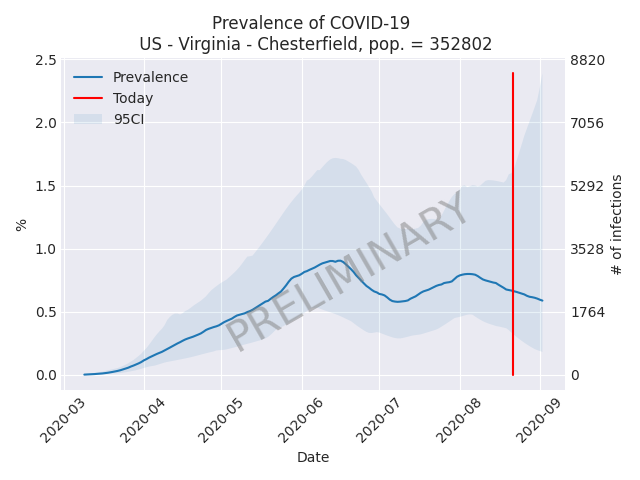 Prevalence of COVID-19
US - Virginia - Chesterfield, pop. = 352802
2.5
2.0
1.5
1.0
0.5
0.0
%
8820
7056
5292
3528
1764
0
# of infections
Prevalence
Today
95CI
PRELIMINARY
2020-03
2020-04
2020-05
2020-06
2020-07
2020-08
2020-09
Date